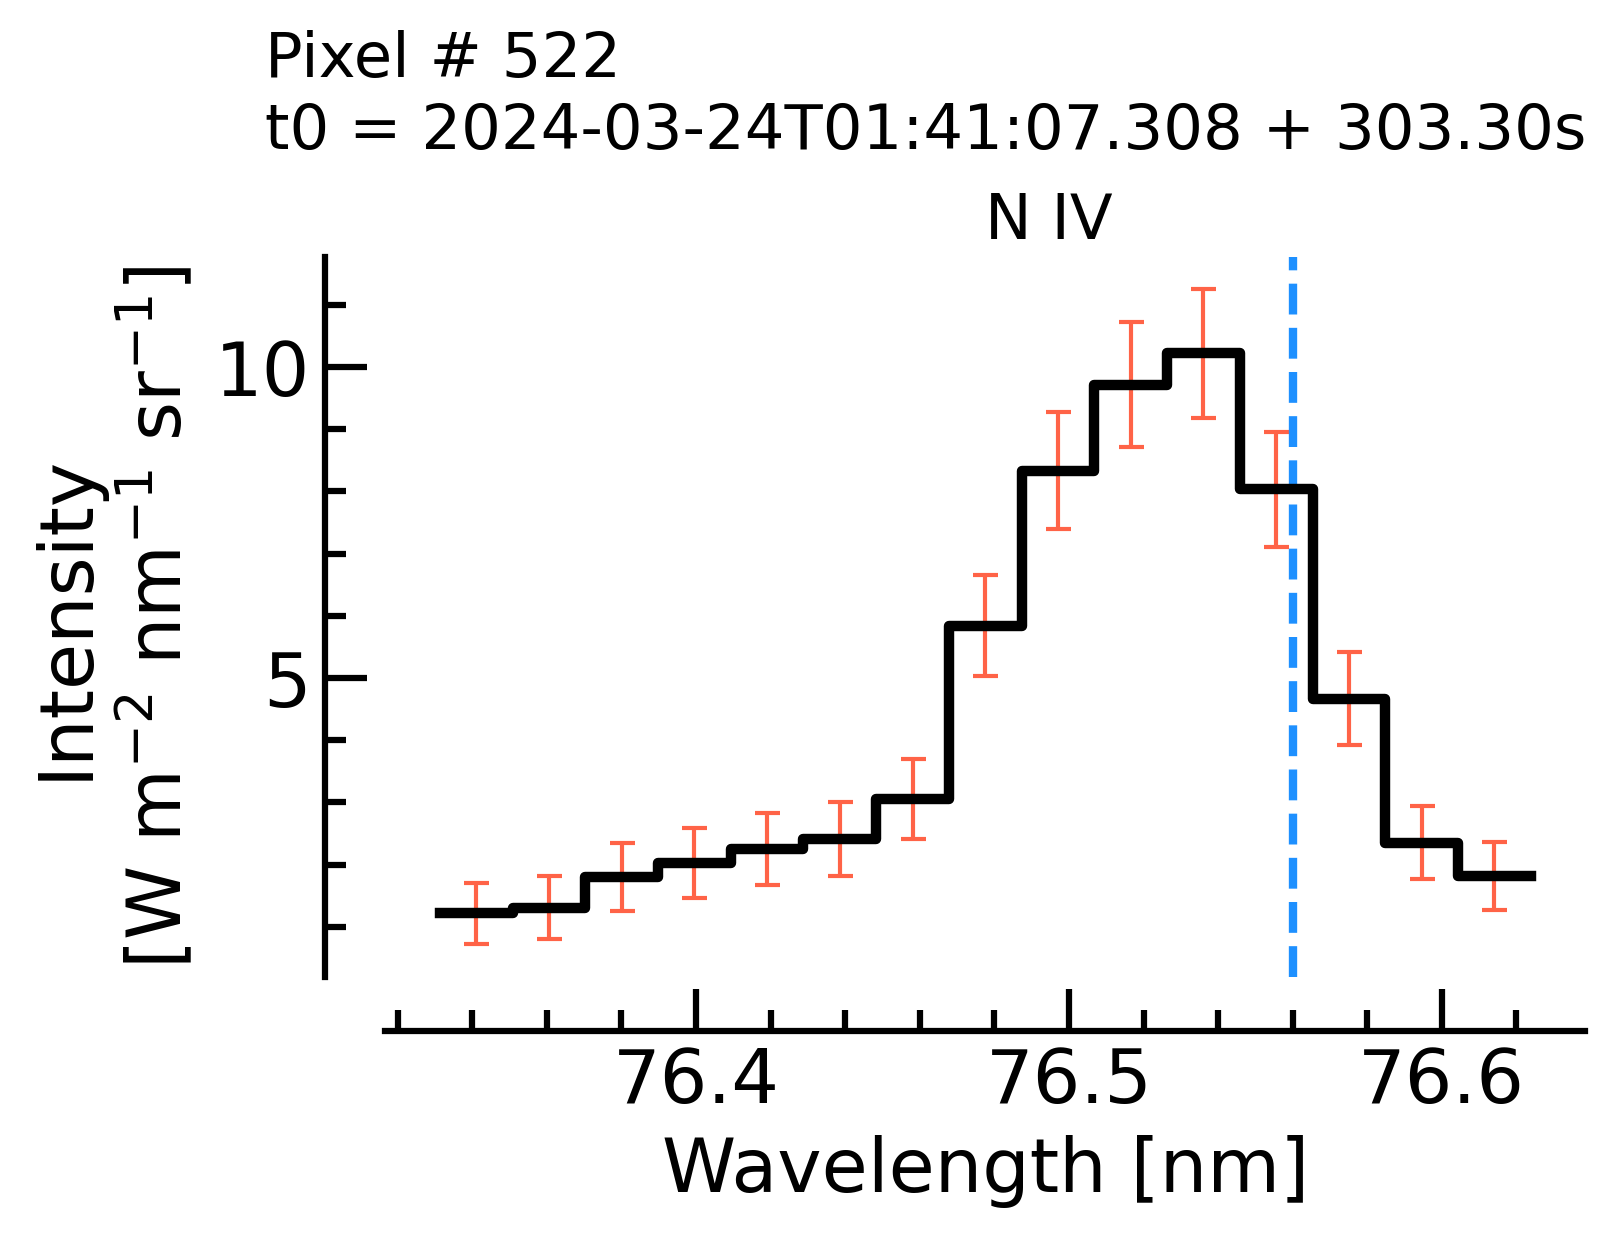 Pixel # 522
t0 = 2024-03-24T01:41:07.308 + 303.30s
N IV
Intensity
[W m⁻² nm⁻¹ sr⁻¹]
10
5
76.4 76.5 76.6
Wavelength [nm]